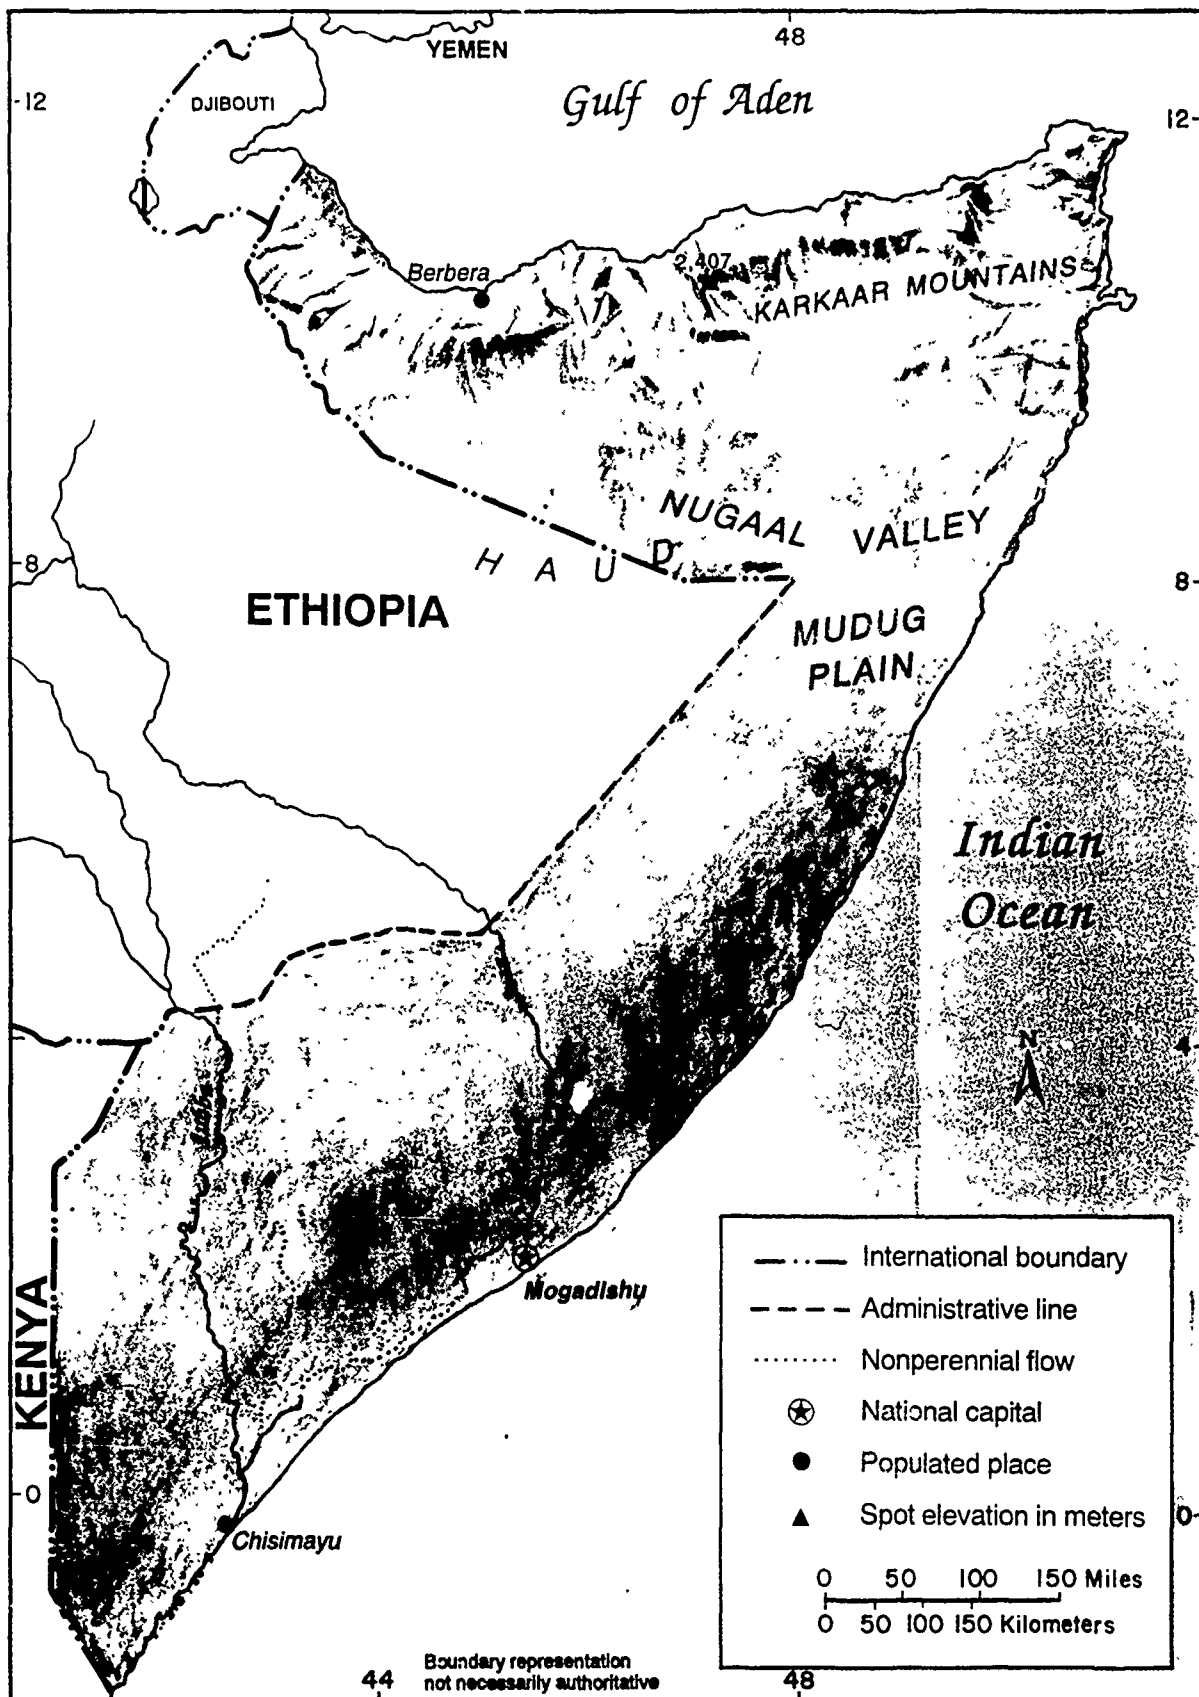 48
YEMEN
12
DJIBOUTI
Gulf of Aden
12
Berbera
2,407
KARKAAR MOUNTAINS
NUGAAL VALLEY
HAUD
8
8
ETHIOPIA
MUDUG
PLAIN
Indian
Ocean
N
4
KENYA
Mogadishu
Chisimayu
0
0
International boundary
Administrative line
Nonperennial flow
National capital
Populated place
Spot elevation in meters
0 50 100 150 Miles
0 50 100 150 Kilometers
Boundary representation
not necessarily authoritative
44
48